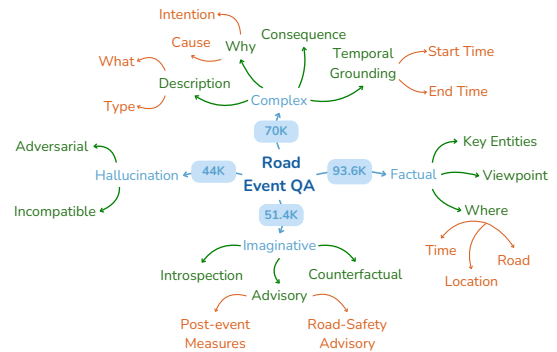 Intention
Consequence
Cause
Why
Temporal
Grounding
Start Time
What
Description
End Time
Type
Complex
70K
Adversarial
Road
Event QA
Key Entities
Hallucination
44K
93.6K
Factual
Viewpoint
Incompatible
51.4K
Where
Imaginative
Time
Road
Location
Introspection
Counterfactual
Advisory
Post-event
Measures
Road-Safety
Advisory